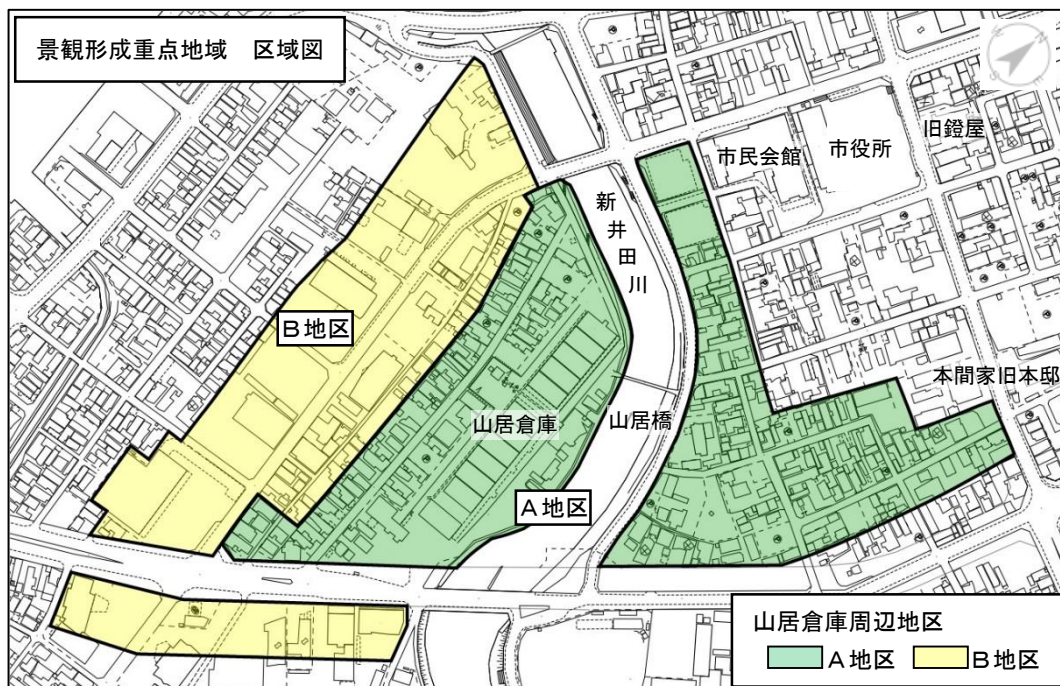 景観形成重点地域 区域図
市民会館
市役所
旧鐙屋
新井田川
B地区
本間家旧本邸
山居倉庫
山居橋
A地区
山居倉庫周辺地区
A地区
B地区